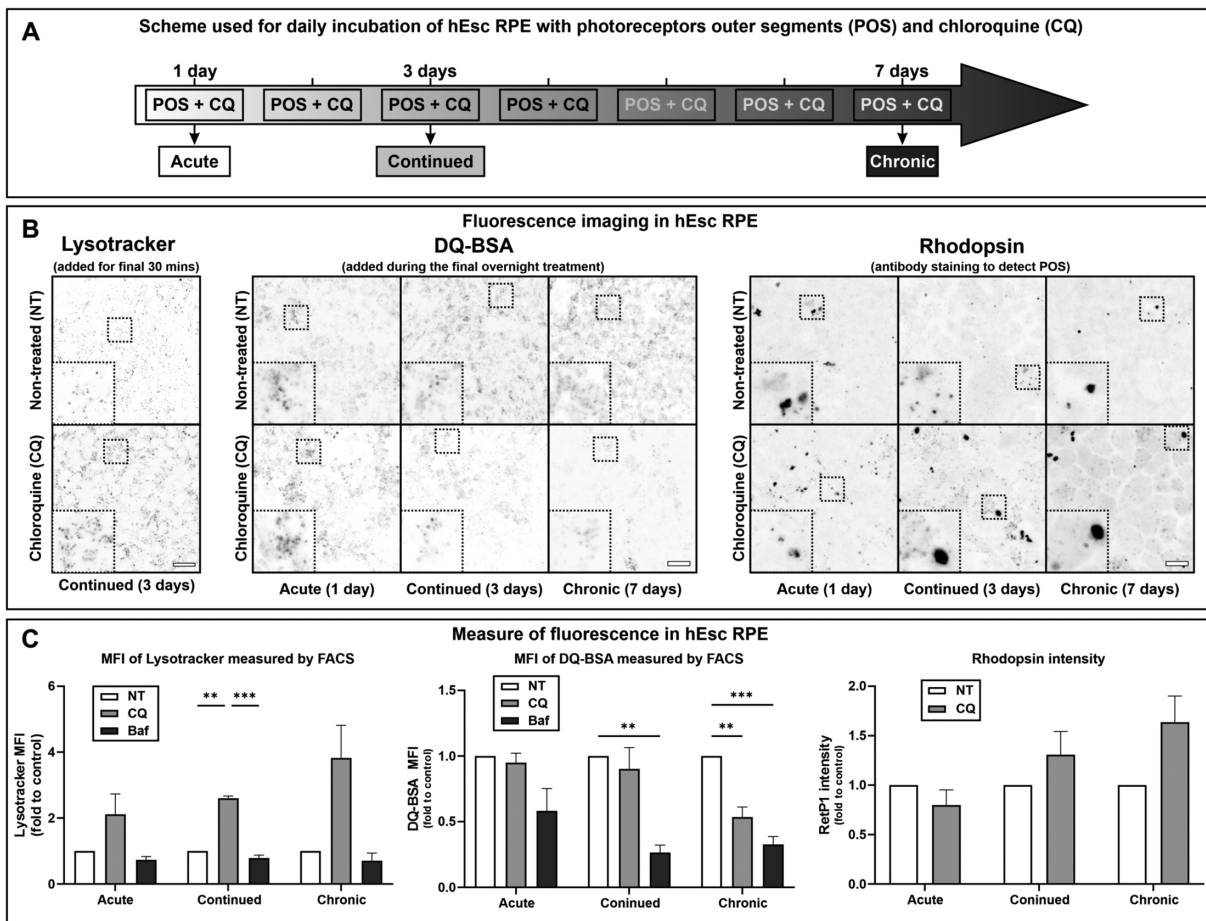 A
Scheme used for daily incubation of hEsc RPE with photoreceptors outer segments (POS) and chloroquine (CQ)
1 day 3 days 7 days
POS + CQ POS + CQ POS + CQ POS + CQ POS + CQ POS + CQ POS + CQ
Acute Continued Chronic
B
Fluorescence imaging in hEsc RPE
Lysotracker
(added for final 30 mins)
DQ-BSA
(added during the final overnight treatment)
Rhodopsin
(antibody staining to detect POS)
Non-treated (NT)
Chloroquine (CQ)
Continued (3 days)
Non-treated (NT)
Chloroquine (CQ)
Acute (1 day) Continued (3 days) Chronic (7 days)
Non-treated (NT)
Chloroquine (CQ)
Acute (1 day) Continued (3 days) Chronic (7 days)
C
Measure of fluorescence in hEsc RPE
MFI of Lysotracker measured by FACS
Lysotracker MFI
(fold to control)
6
4
2
0
NT
CQ
Baf
** ***
Acute Continued Chronic
MFI of DQ-BSA measured by FACS
DQ-BSA MFI
(fold to control)
1.5
1.0
0.5
0.0
NT
CQ
Baf
**
***
**
Acute Coninued Chronic
Rhodopsin intensity
RetP1 intensity
(fold to control)
2.0
1.5
1.0
0.5
0.0
NT
CQ
Acute Coninued Chronic